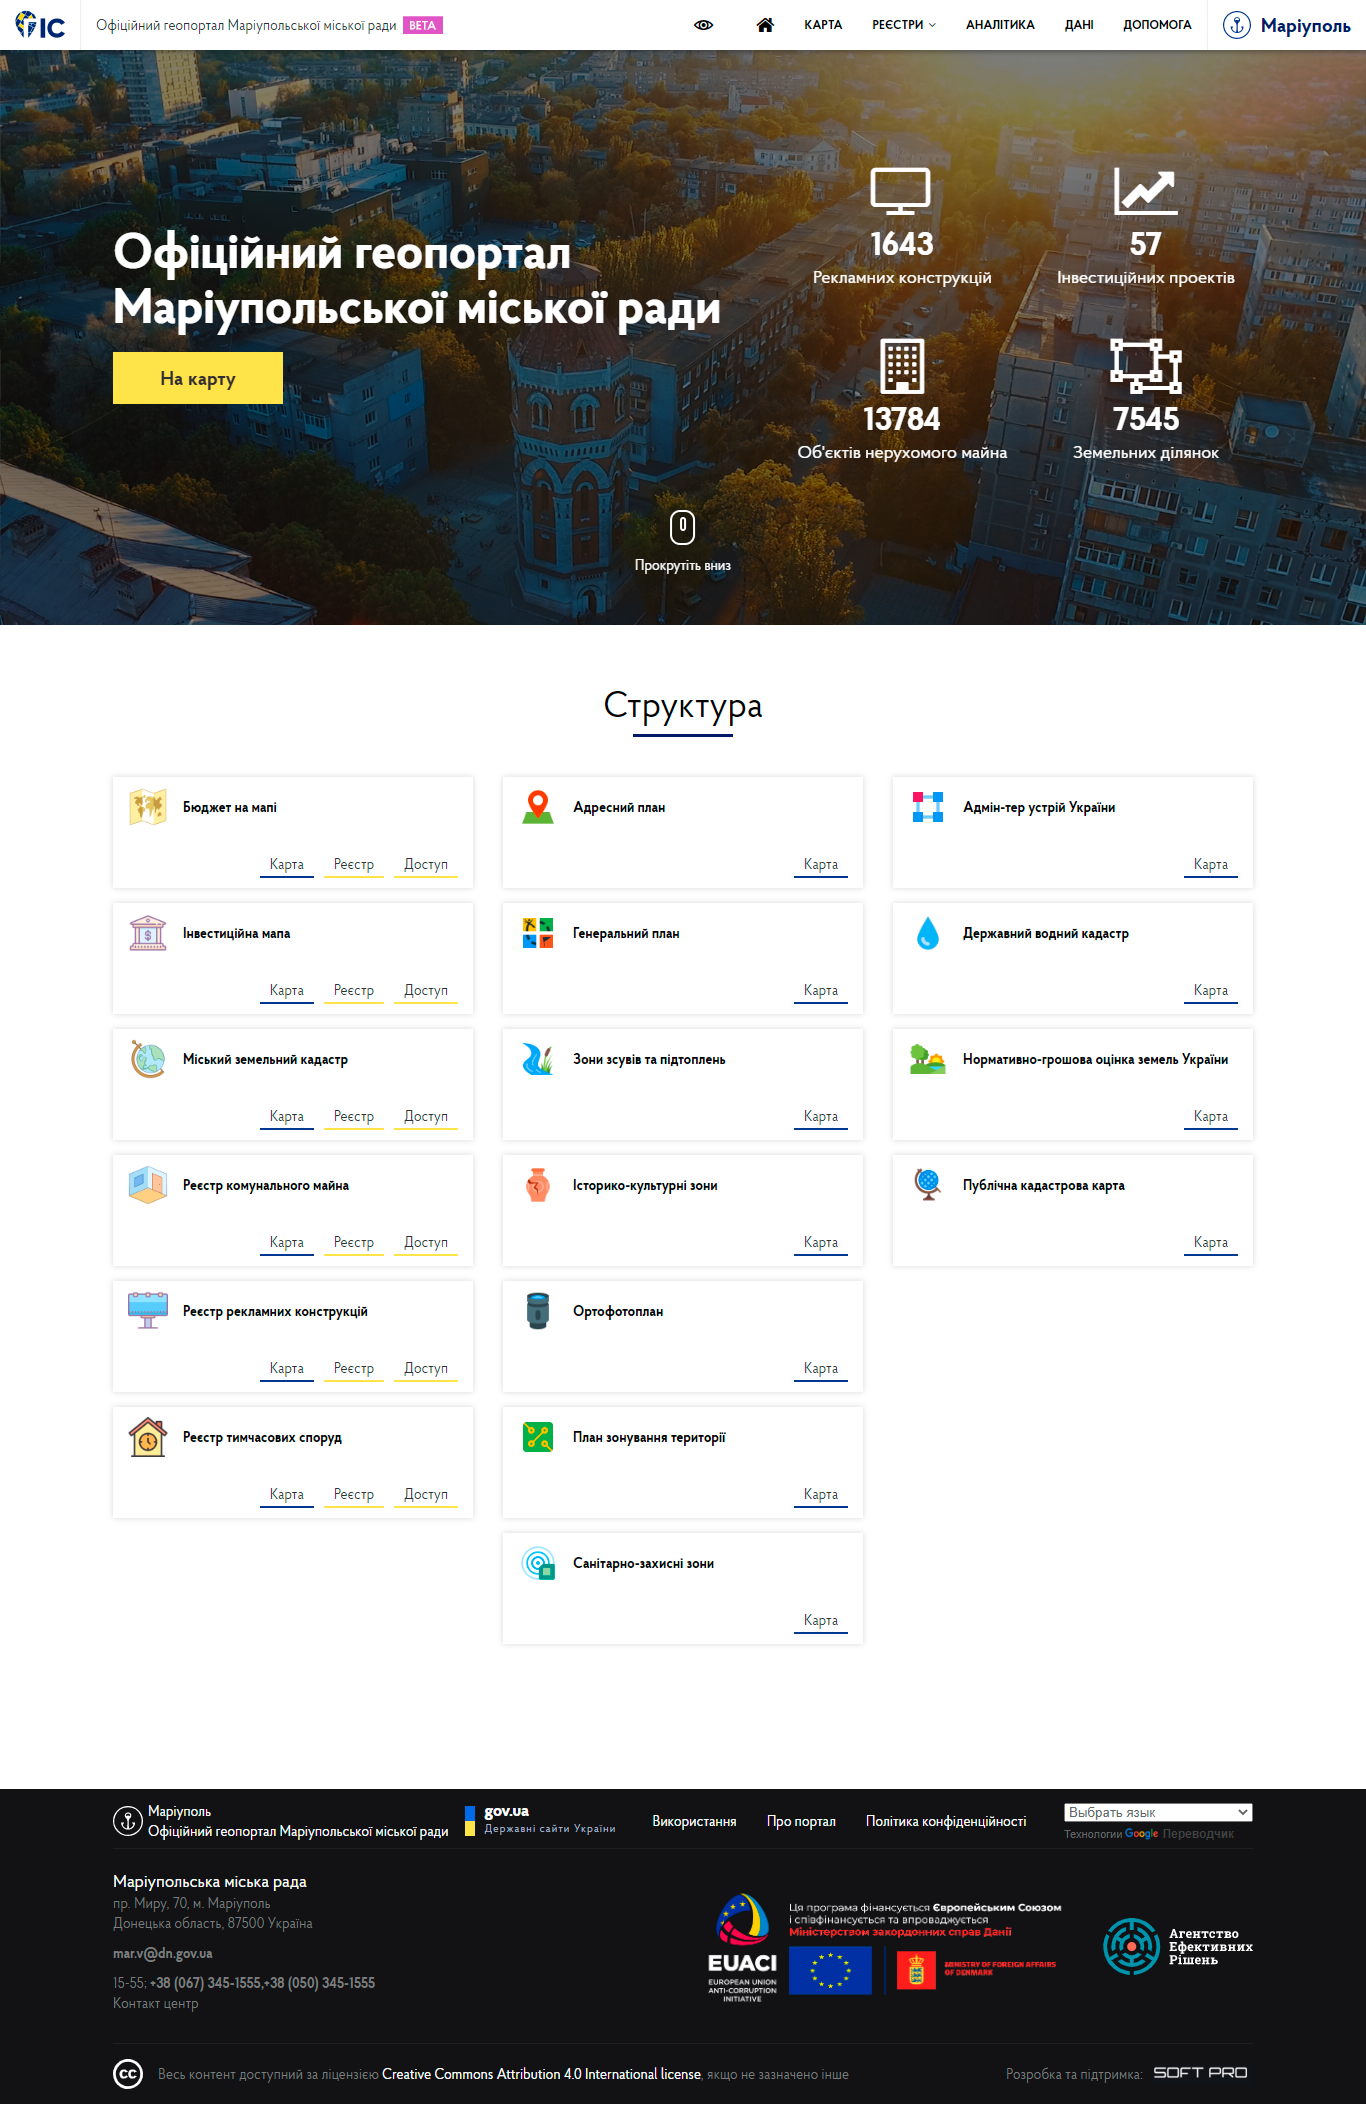 ГІС
Офіційний геопортал Маріупольської міської ради BETA
КАРТА
РЕЄСТРИ
АНАЛІТИКА
ДАНІ
ДОПОМОГА
Маріуполь
Офіційний геопортал
Маріупольської міської ради
На карту
1643
Рекламних конструкцій
57
Інвестиційних проектів
13784
Об'єктів нерухомого майна
7545
Земельних ділянок
Прокрутіть вниз
Структура
Бюджет на мапі
Карта Реєстр Доступ
Адресний план
Карта
Адмін-тер устрій України
Карта
Інвестиційна мапа
Карта Реєстр Доступ
Генеральний план
Карта
Державний водний кадастр
Карта
Міський земельний кадастр
Карта Реєстр Доступ
Зони зсувів та підтоплень
Карта
Нормативно-грошова оцінка земель України
Карта
Реєстр комунального майна
Карта Реєстр Доступ
Історико-культурні зони
Карта
Публічна кадастрова карта
Карта
Реєстр рекламних конструкцій
Карта Реєстр Доступ
Ортофотоплан
Карта
Реєстр тимчасових споруд
Карта Реєстр Доступ
План зонування території
Карта
Санітарно-захисні зони
Карта
Маріуполь
Офіційний геопортал Маріупольської міської ради
gov.ua
Державні сайти України
Використання
Про портал
Політика конфіденційності
Выбрать язык
Технологии Google Переводчик
Маріупольська міська рада
пр. Миру, 70, м. Маріуполь
Донецька область, 87500 Україна
mar.v@dn.gov.ua
15-55; +38 (067) 345-1555,+38 (050) 345-1555
Контакт центр
EUACI
EUROPEAN UNION
ANTI-CORRUPTION
INITIATIVE
Ця програма фінансується Європейським Союзом
і співфінансується та впроваджується
Міністерством закордонних справ Данії
MINISTRY OF FOREIGN AFFAIRS
OF DENMARK
Агентство
Ефективних
Рішень
cc Весь контент доступний за ліцензією Creative Commons Attribution 4.0 International license, якщо не зазначено інше
Розробка та підтримка: SOFT PRO